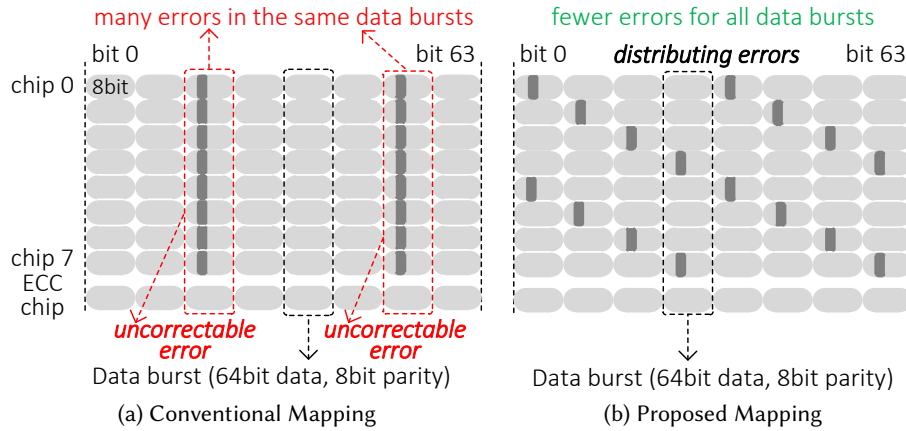 many errors in the same data bursts
bit 0
bit 63
chip 0
8bit
chip 7
ECC
chip
uncorrectable
error
uncorrectable
error
Data burst (64bit data, 8bit parity)
(a) Conventional Mapping
fewer errors for all data bursts
bit 0
distributing errors
bit 63
Data burst (64bit data, 8bit parity)
(b) Proposed Mapping